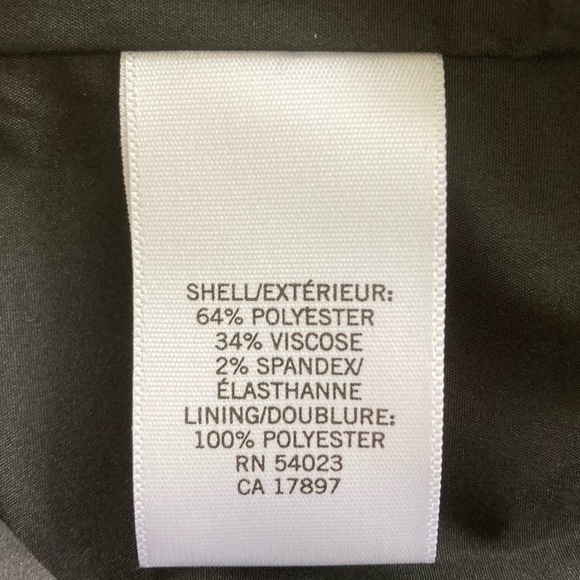 SHELL/EXTÉRIEUR:
64% POLYESTER
34% VISCOSE
2% SPANDEX/
ÉLASTHANNE
LINING/DOUBLURE:
100% POLYESTER
RN 54023
CA 17897